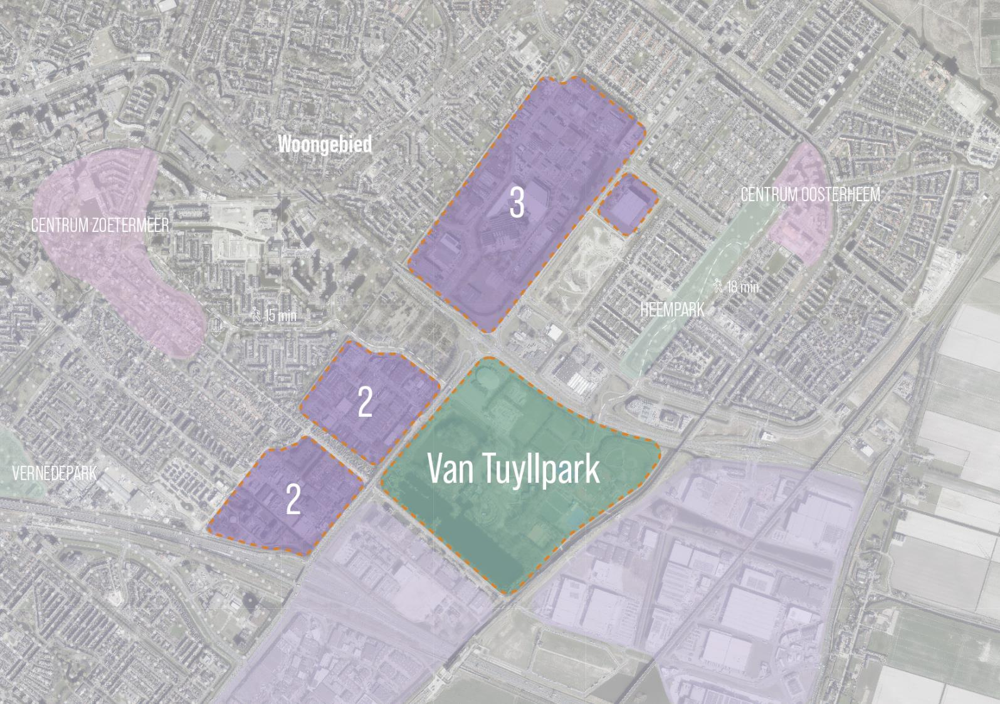 Woongebied
3
CENTRUM OOSTERHEEM
CENTRUM ZOETERMEER
18 min
HEEMPARK
15 min
2
Van Tuyllpark
VERNEDEPARK
2